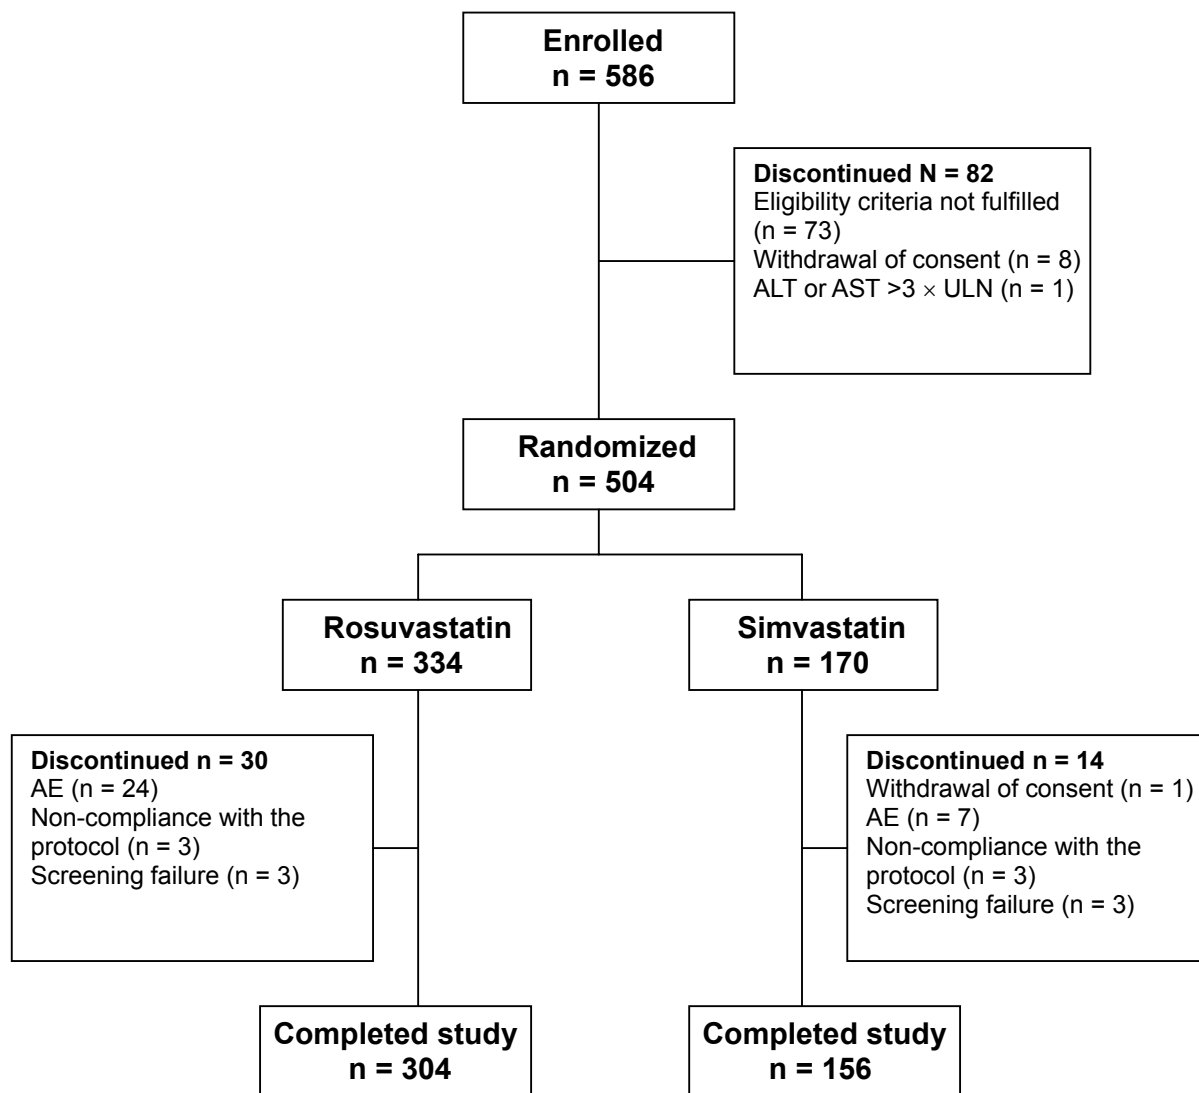 Enrolled
n = 586
Discontinued N = 82
Eligibility criteria not fulfilled
(n = 73)
Withdrawal of consent (n = 8)
ALT or AST >3 × ULN (n = 1)
Randomized
n = 504
Rosuvastatin
n = 334
Simvastatin
n = 170
Discontinued n = 30
AE (n = 24)
Non-compliance with the
protocol (n = 3)
Screening failure (n = 3)
Discontinued n = 14
Withdrawal of consent (n = 1)
AE (n = 7)
Non-compliance with the
protocol (n = 3)
Screening failure (n = 3)
Completed study
n = 304
Completed study
n = 156